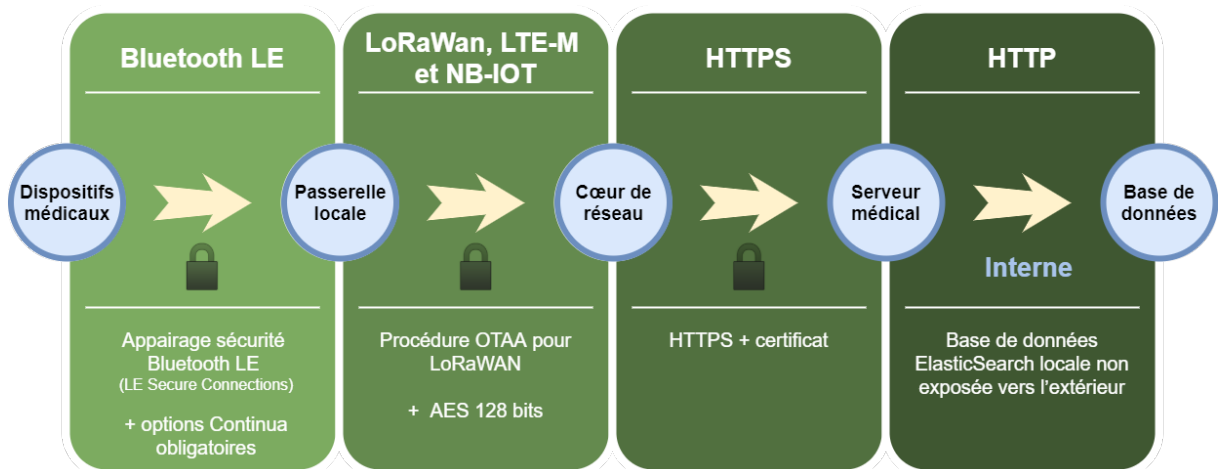 Bluetooth LE
LoRaWan, LTE-M
et NB-IOT
HTTPS
HTTP
Dispositifs
médicaux
Passerelle
locale
Cœur de
réseau
Serveur
médical
Base de
données
Interne
Appairage sécurité
Bluetooth LE
(LE Secure Connections)
+ options Continua
obligatoires
Procédure OTAA pour
LoRaWAN
+ AES 128 bits
HTTPS + certificat
Base de données
ElasticSearch locale non
exposée vers l'extérieur